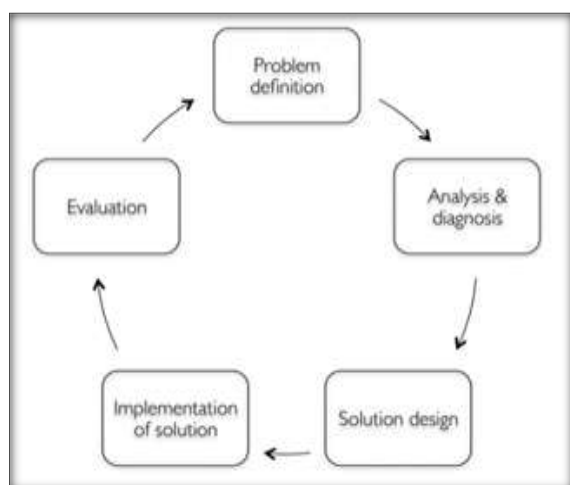 Problem
definition
Analysis &
diagnosis
Solution design
Implementation
of solution
Evaluation